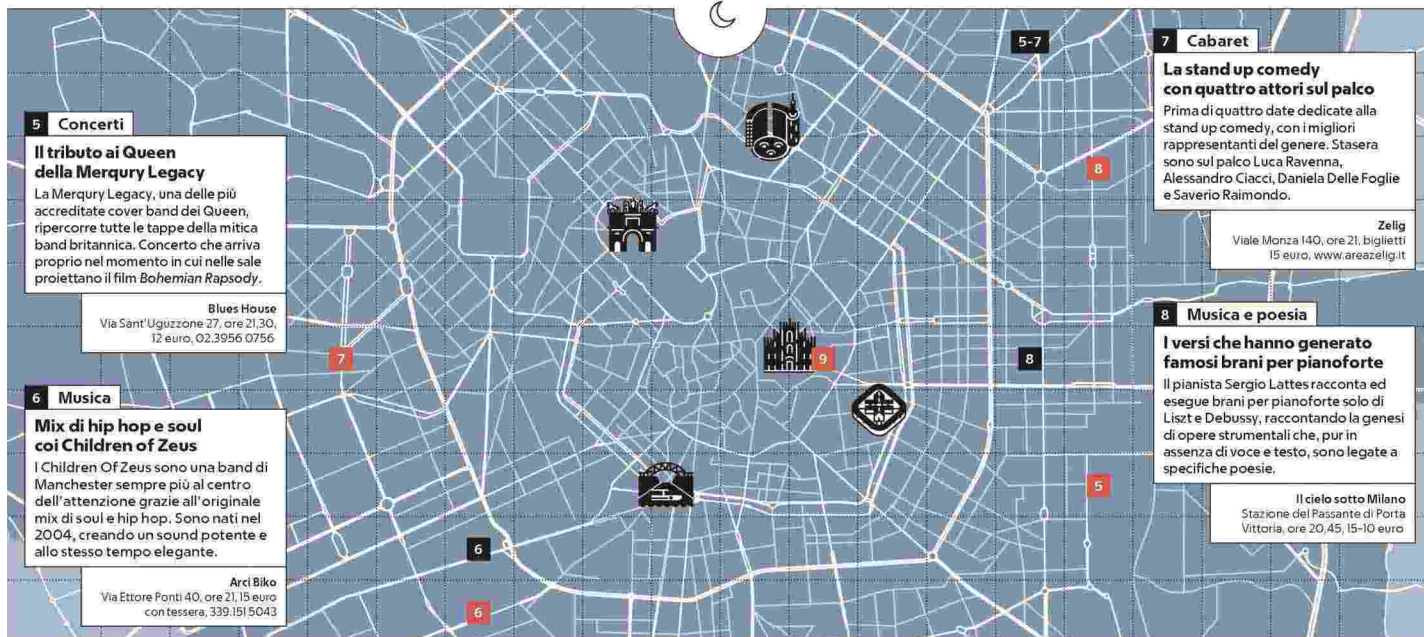 5 Concerti
Il tributo ai Queen
della Merqury Legacy
La Merqury Legacy, una delle più
accreditate cover band dei Queen,
ripercorre tutte le tappe della mitica
band britannica. Concerto che arriva
proprio nel momento in cui nelle sale
proiettano il film Bohemian Rapsody.
Blues House
Via Sant'Uguzzone 27, ore 21,30,
12 euro, 02.3956 0756
6 Musica
Mix di hip hop e soul
coi Children of Zeus
I Children Of Zeus sono una band di
Manchester sempre più al centro
dell'attenzione grazie all'originale
mix di soul e hip hop. Sono nati nel
2004, creando un sound potente e
allo stesso tempo elegante.
Arci Biko
Via Ettore Ponti 40, ore 21, 15 euro
con tessera, 339.151 5043
5-7
8
7
9
8
5
6
6
7 Cabaret
La stand up comedy
con quattro attori sul palco
Prima di quattro date dedicate alla
stand up comedy, con i migliori
rappresentanti del genere. Stasera
sono sul palco Luca Ravenna,
Alessandro Ciacci, Daniela Delle Foglie
e Saverio Raimondo.
Zelig
Viale Monza 140, ore 21, biglietti
15 euro, www.areazelig.it
8 Musica e poesia
I versi che hanno generato
famosi brani per pianoforte
Il pianista Sergio Lattes racconta ed
esegue brani per pianoforte solo di
Liszt e Debussy, raccontando la genesi
di opere strumentali che, pur in
assenza di voce e testo, sono legate a
specifiche poesie.
Il cielo sotto Milano
Stazione del Passante di Porta
Vittoria, ore 20,45, 15-10 euro